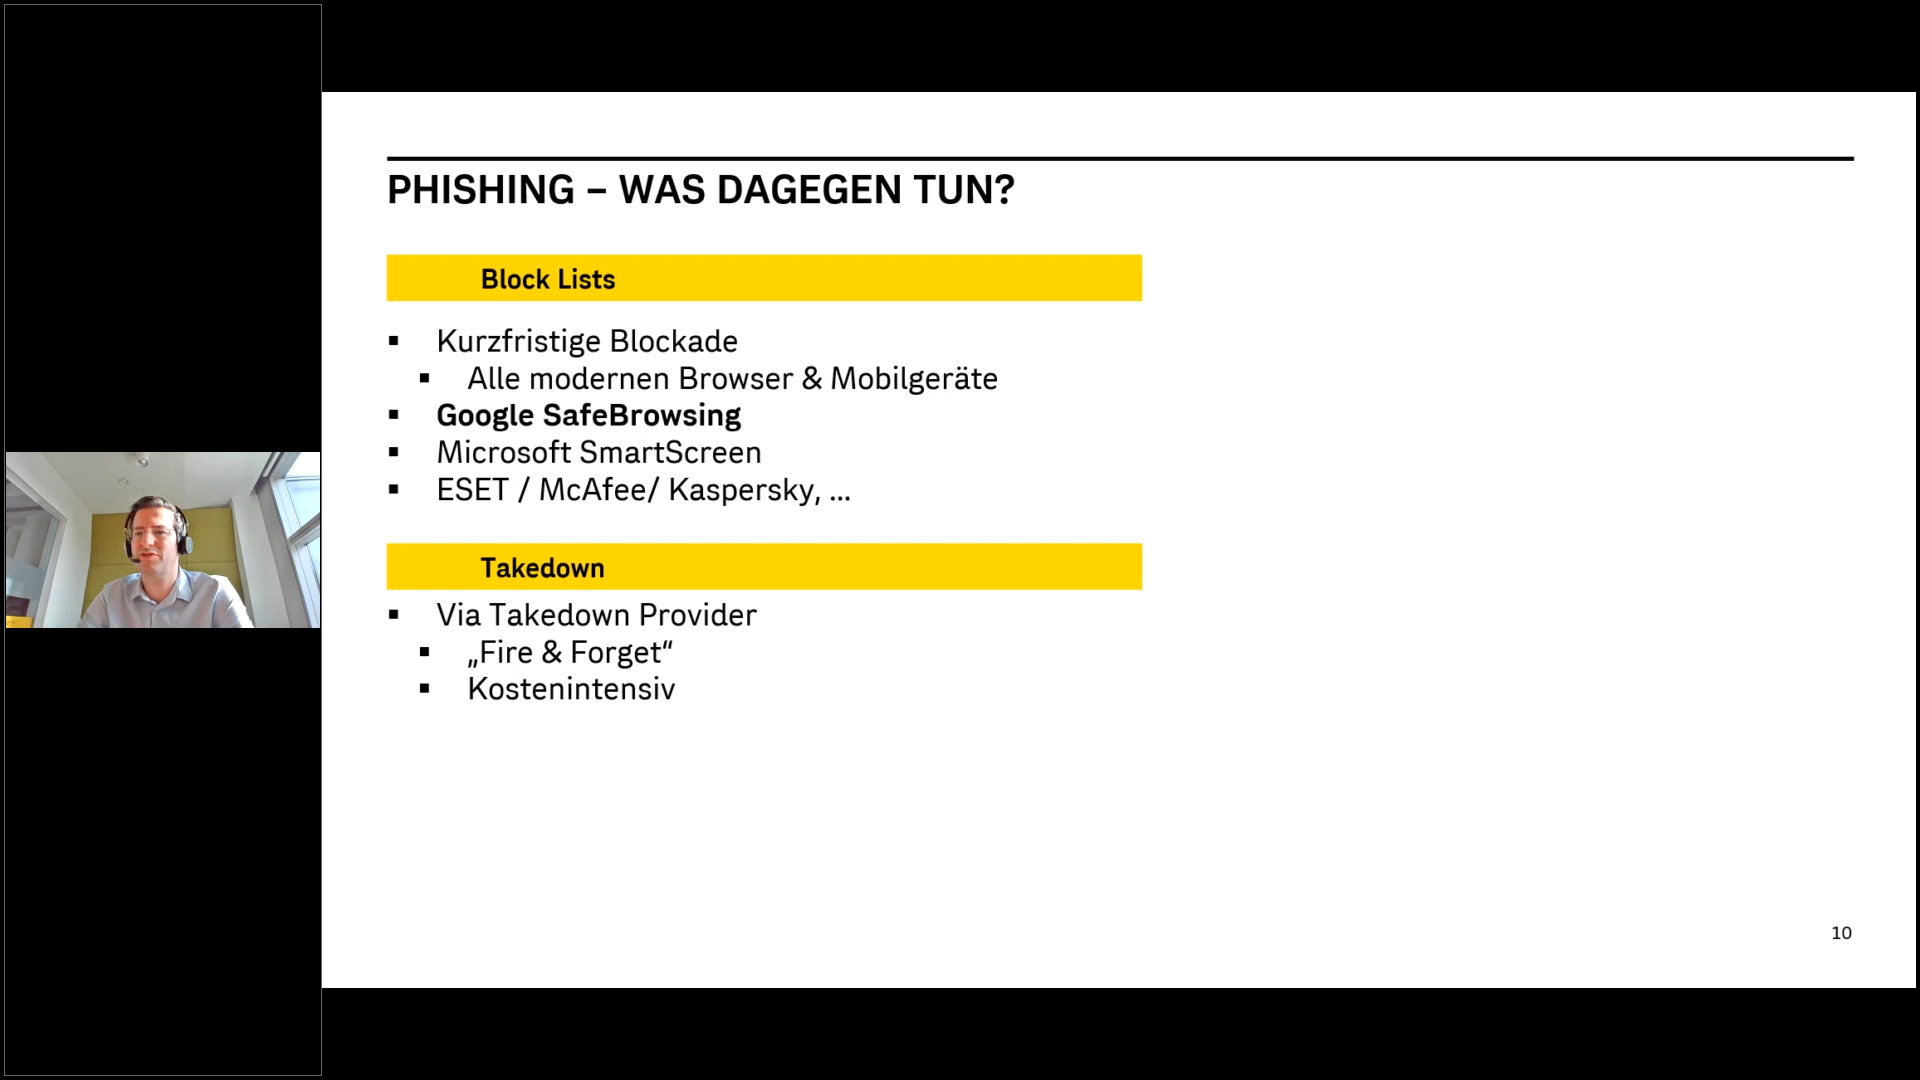 PHISHING – WAS DAGEGEN TUN?
Block Lists
▪ Kurzfristige Blockade
▪ Alle modernen Browser & Mobilgeräte
▪ Google SafeBrowsing
▪ Microsoft SmartScreen
▪ ESET / McAfee/ Kaspersky, ...
Takedown
▪ Via Takedown Provider
▪ „Fire & Forget“
▪ Kostenintensiv
10